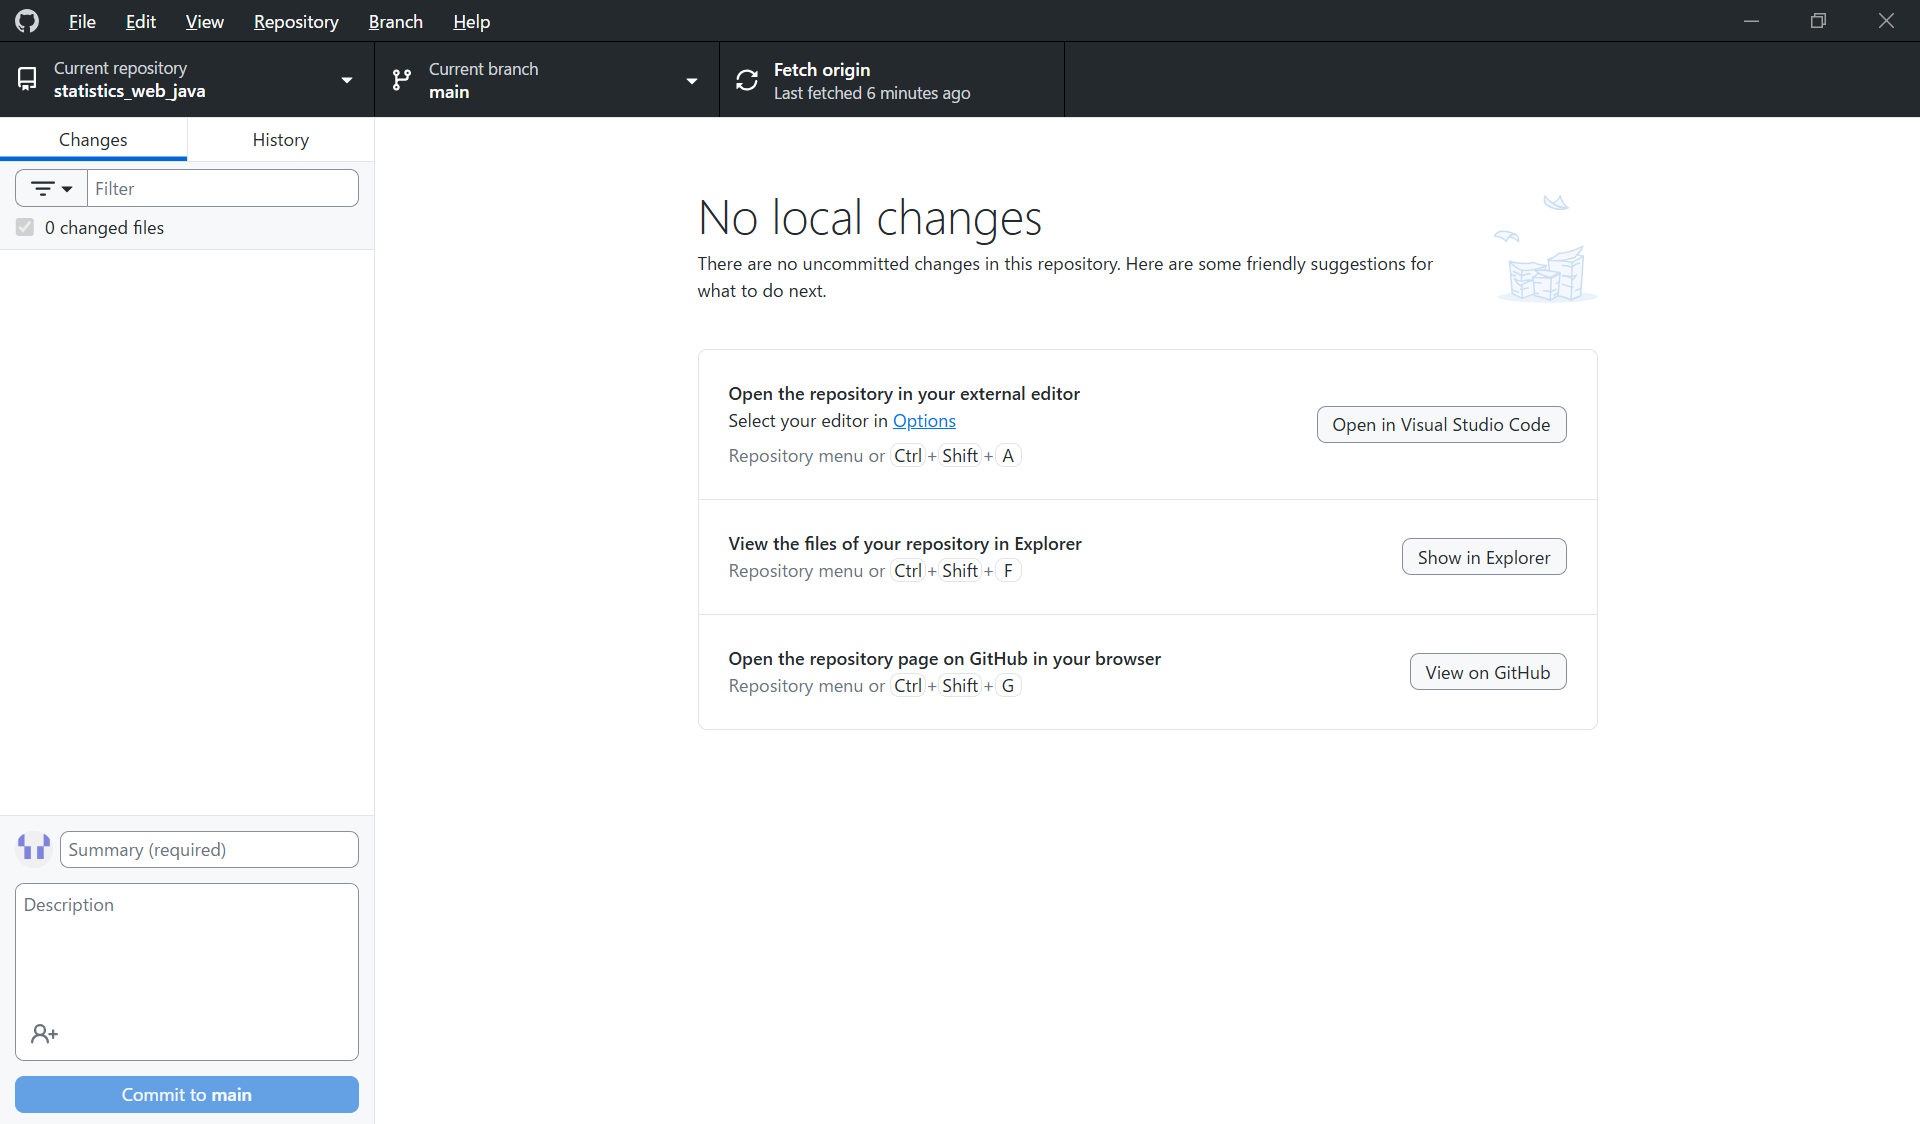 File Edit View Repository Branch Help
Current repository
statistics_web_java
Current branch
main
Fetch origin
Last fetched 6 minutes ago
Changes
History
Filter
0 changed files
No local changes
There are no uncommitted changes in this repository. Here are some friendly suggestions for
what to do next.
Open the repository in your external editor
Select your editor in Options
Repository menu or Ctrl + Shift + A
Open in Visual Studio Code
View the files of your repository in Explorer
Repository menu or Ctrl + Shift + F
Show in Explorer
Open the repository page on GitHub in your browser
Repository menu or Ctrl + Shift + G
View on GitHub
Summary (required)
Description
Commit to main